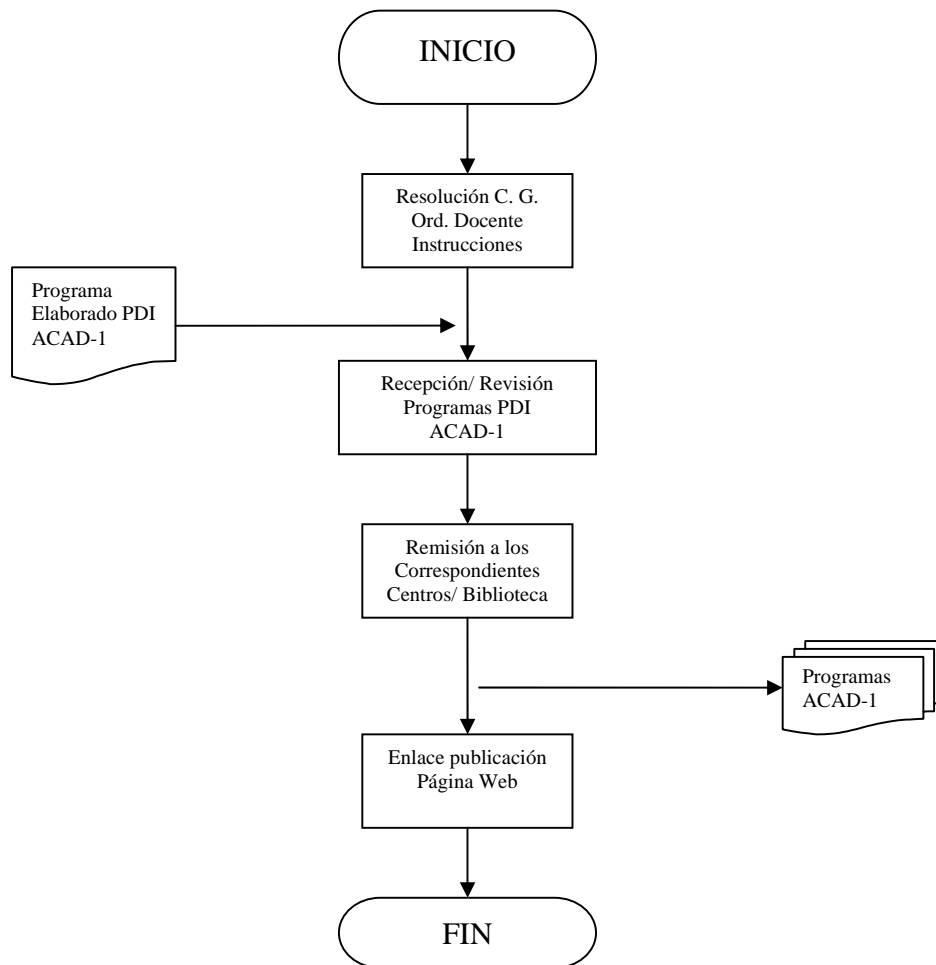 INICIO
Resolución C. G.
Ord. Docente
Instrucciones
Programa
Elaborado PDI
ACAD-1
Recepción/ Revisión
Programas PDI
ACAD-1
Remisión a los
Correspondientes
Centros/ Biblioteca
Programas
ACAD-1
Enlace publicación
Página Web
FIN